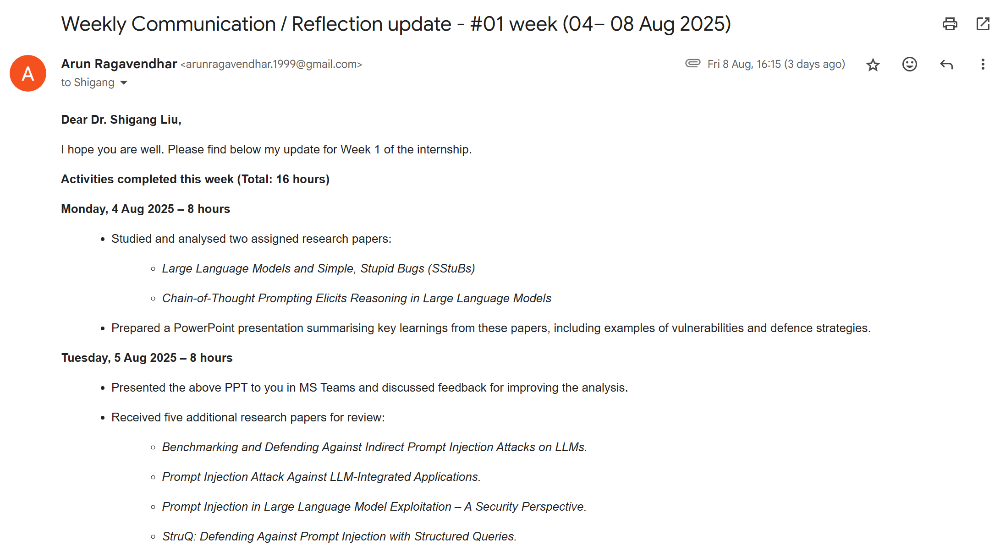 Weekly Communication / Reflection update - #01 week (04– 08 Aug 2025)
A
Arun Ragavendhar <arunragavendhar.1999@gmail.com>
Fri 8 Aug, 16:15 (3 days ago)
to Shigang
Dear Dr. Shigang Liu,
I hope you are well. Please find below my update for Week 1 of the internship.
Activities completed this week (Total: 16 hours)
Monday, 4 Aug 2025 – 8 hours
• Studied and analysed two assigned research papers:
○ Large Language Models and Simple, Stupid Bugs (SStuBs)
○ Chain-of-Thought Prompting Elicits Reasoning in Large Language Models
• Prepared a PowerPoint presentation summarising key learnings from these papers, including examples of vulnerabilities and defence strategies.
Tuesday, 5 Aug 2025 – 8 hours
• Presented the above PPT to you in MS Teams and discussed feedback for improving the analysis.
• Received five additional research papers for review:
○ Benchmarking and Defending Against Indirect Prompt Injection Attacks on LLMs.
○ Prompt Injection Attack Against LLM-Integrated Applications.
○ Prompt Injection in Large Language Model Exploitation – A Security Perspective.
○ StruQ: Defending Against Prompt Injection with Structured Queries.